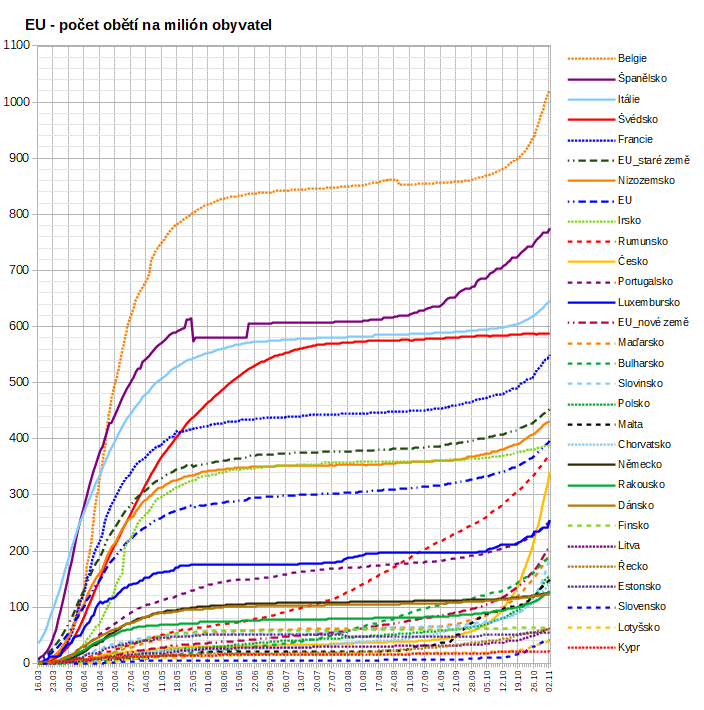 EU - počet obětí na milión obyvatel
1100
1000
900
800
700
600
500
400
300
200
100
0
16.03
23.03
30.03
06.04
13.04
20.04
27.04
04.05
11.05
18.05
25.05
01.06
08.06
15.06
22.06
29.06
06.07
13.07
20.07
27.07
03.08
10.08
17.08
24.08
31.08
07.09
14.09
21.09
28.09
05.10
12.10
19.10
26.10
02.11
Belgie
Španělsko
Itálie
Švédsko
Francie
EU_staré země
Nizozemsko
EU
Irsko
Rumunsko
Česko
Portugalsko
Luxembursko
EU_nové země
Maďarsko
Bulharsko
Slovinsko
Polsko
Malta
Chorvatsko
Německo
Rakousko
Dánsko
Finsko
Litva
Řecko
Estonsko
Slovensko
Lotyšsko
Kypr